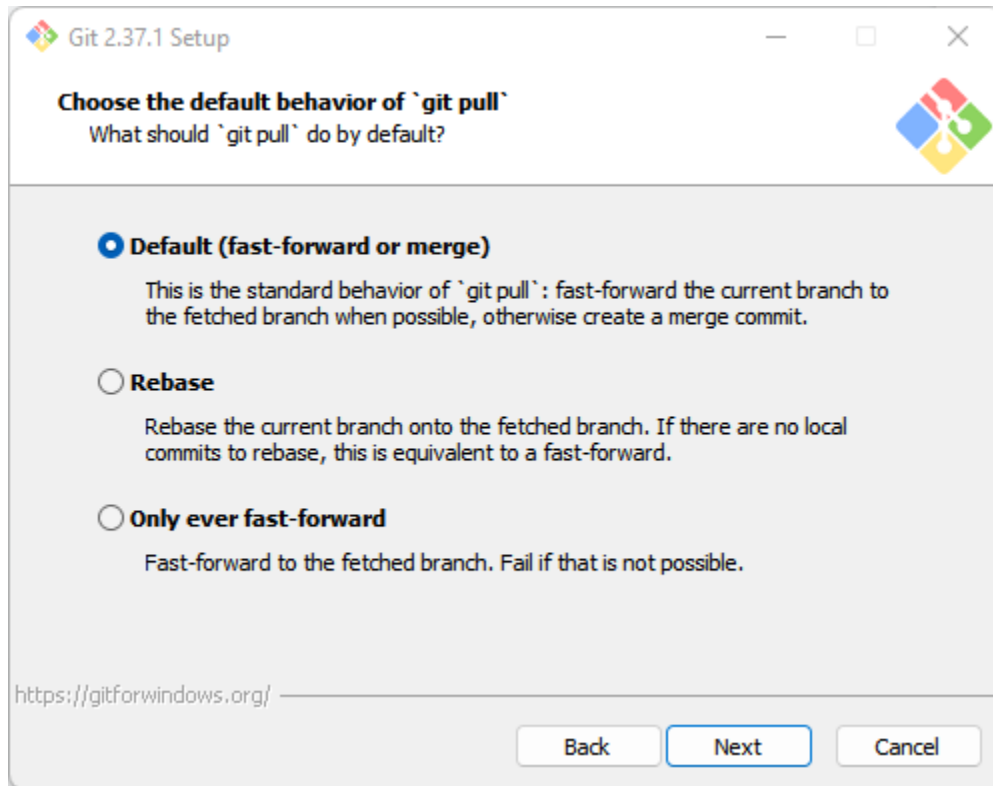 Git 2.37.1 Setup
Choose the default behavior of `git pull`
What should `git pull` do by default?
Default (fast-forward or merge)
This is the standard behavior of `git pull`: fast-forward the current branch to
the fetched branch when possible, otherwise create a merge commit.
Rebase
Rebase the current branch onto the fetched branch. If there are no local
commits to rebase, this is equivalent to a fast-forward.
Only ever fast-forward
Fast-forward to the fetched branch. Fail if that is not possible.
https://gitforwindows.org/
Back Next Cancel